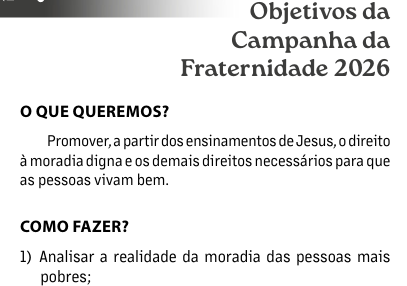 Objetivos da
Campanha da
Fraternidade 2026
O QUE QUEREMOS?
Promover, a partir dos ensinamentos de Jesus, o direito
à moradia digna e os demais direitos necessários para que
as pessoas vivam bem.
COMO FAZER?
1) Analisar a realidade da moradia das pessoas mais
pobres;